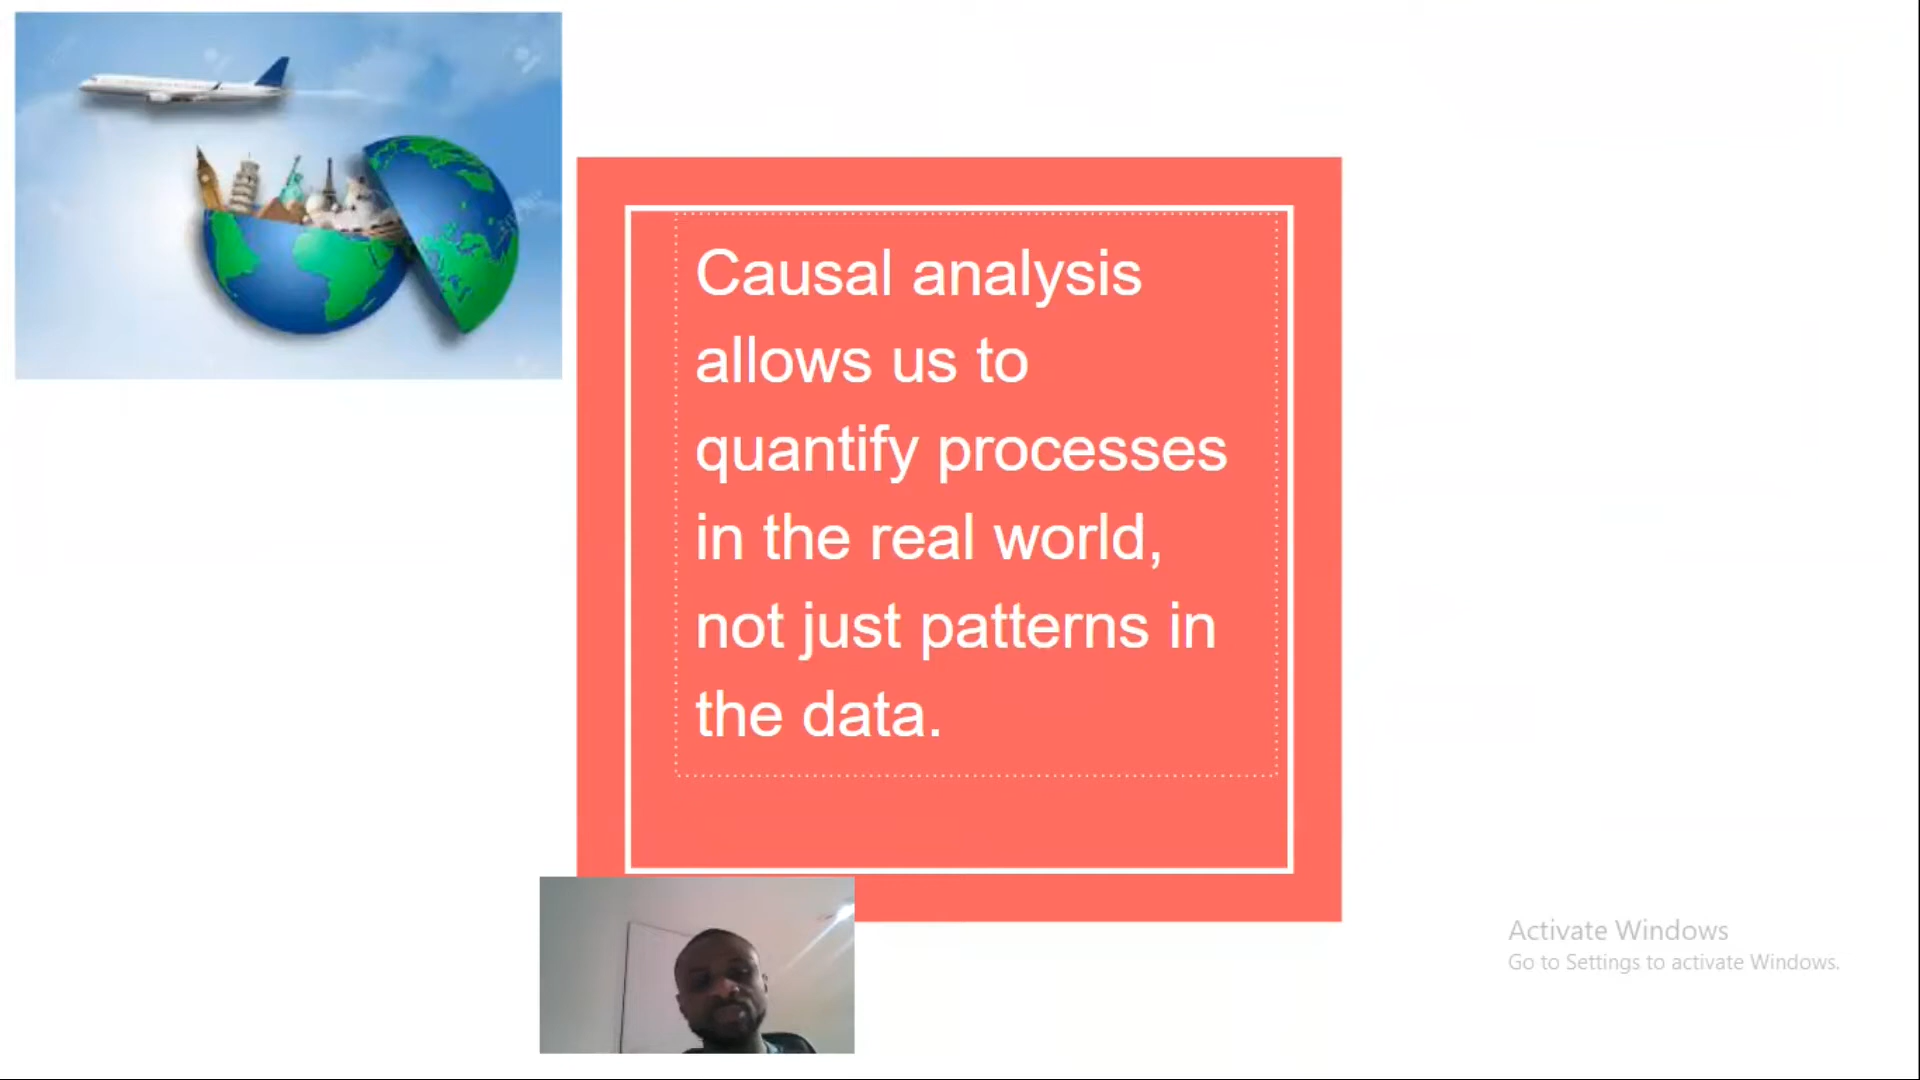 Causal analysis
allows us to
quantify processes
in the real world,
not just patterns in
the data.
Activate Windows
Go to Settings to activate Windows.